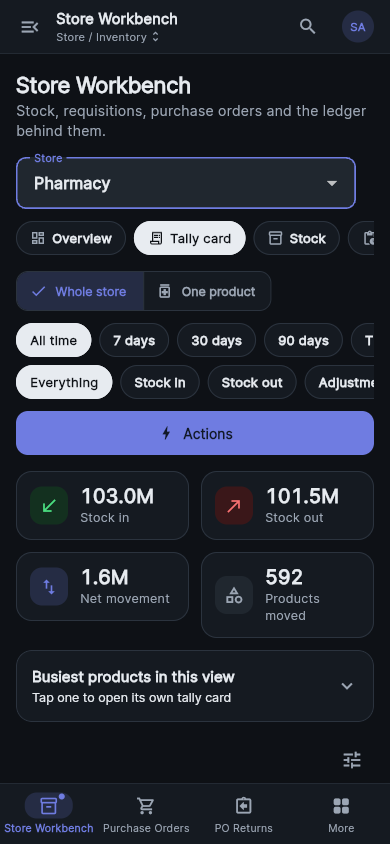 Store Workbench
Store / Inventory
SA
Store Workbench
Stock, requisitions, purchase orders and the ledger
behind them.
Store
Pharmacy
Overview
Tally card
Stock
Whole store
One product
All time
7 days
30 days
90 days
T
Everything
Stock in
Stock out
Adjustme
Actions
103.0M
Stock in
101.5M
Stock out
1.6M
Net movement
592
Products
moved
Busiest products in this view
Tap one to open its own tally card
Store Workbench
Purchase Orders
PO Returns
More